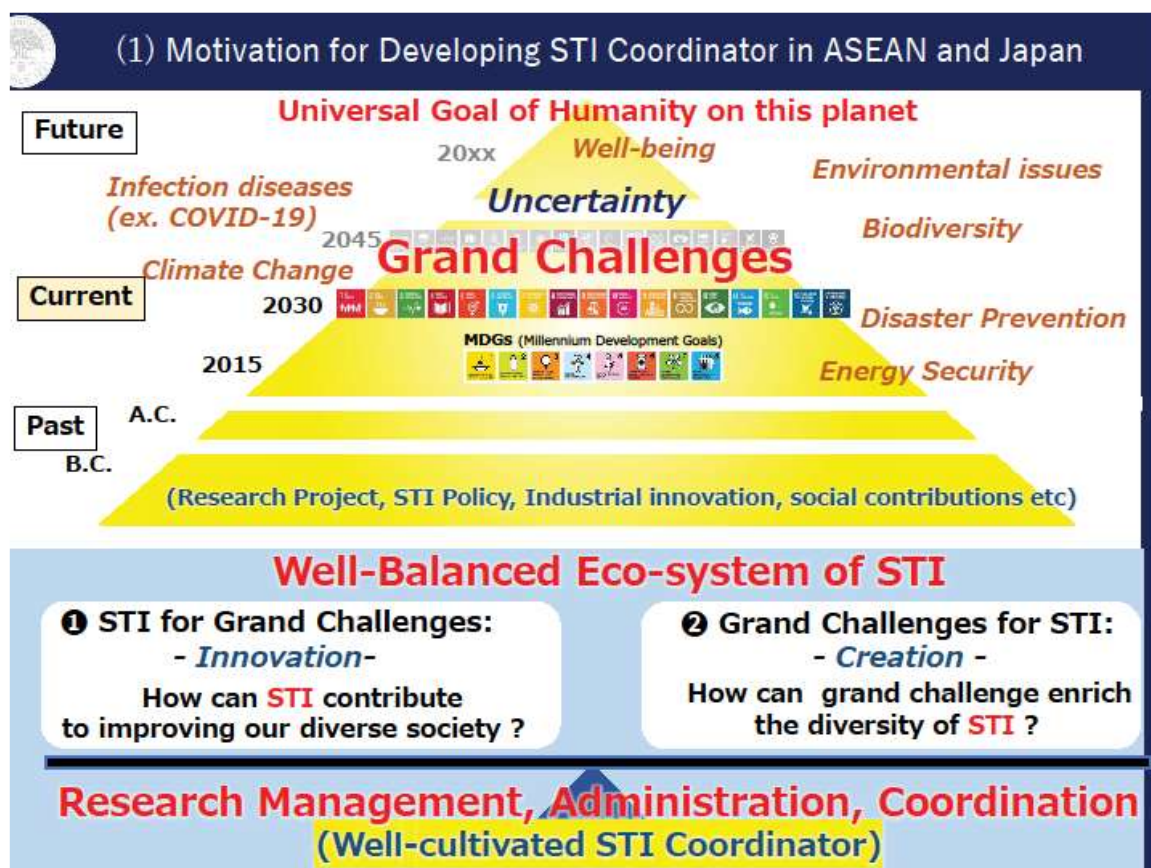 (1) Motivation for Developing STI Coordinator in ASEAN and Japan
Universal Goal of Humanity on this planet
Future
20xx
Well-being
Environmental issues
Infection diseases
(ex. COVID-19)
Uncertainty
2045
Biodiversity
Grand Challenges
Climate Change
Current
2030
Disaster Prevention
MDGs (Millennium Development Goals)
2015
Energy Security
A.C.
Past
B.C.
(Research Project, STI Policy, Industrial innovation, social contributions etc)
Well-Balanced Eco-system of STI
❶ STI for Grand Challenges:
- Innovation-
How can STI contribute
to improving our diverse society ?
❷ Grand Challenges for STI:
- Creation -
How can grand challenge enrich
the diversity of STI ?
Research Management, Administration, Coordination
(Well-cultivated STI Coordinator)